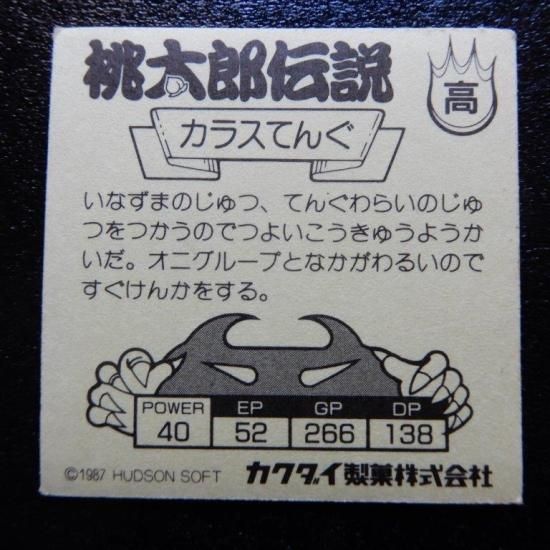 桃太郎伝説
高
カラスてんぐ
いなずまのじゅつ、てんぐわらいのじゅ
つをつかうのでつよいこうきゅうようか
いだ。オニグループとなかがわるいので
すぐけんかをする。
POWER EP GP DP
40 52 266 138
©1987 HUDSON SOFT カクダイ製菓株式会社